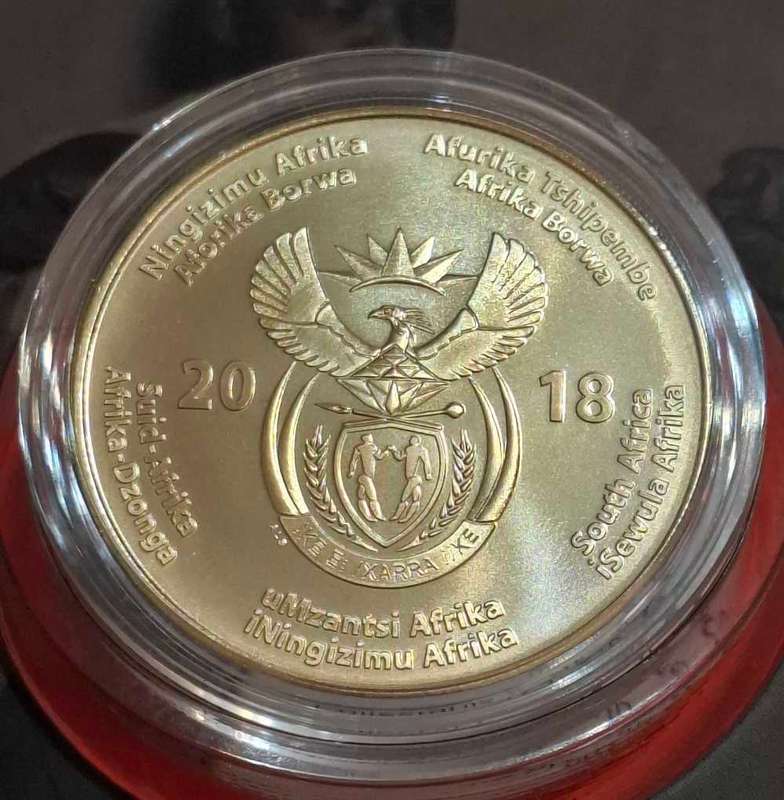 Ningizimu Afrika
Aforika Borwa
Afurika Tshipembe
Afrika Borwa
20 18
Suid-Afrika
Afrika-Dzonga
South Africa
iSewula Afrika
!KE E: /XARRA //KE
uMzantsi Afrika
iNingizimu Afrika